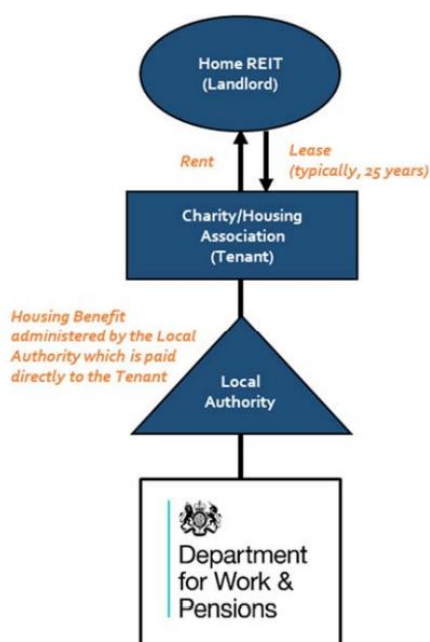 Home REIT
(Landlord)
Rent
Lease
(typically, 25 years)
Charity/Housing
Association
(Tenant)
Housing Benefit
administered by the Local
Authority which is paid
directly to the Tenant
Local
Authority
Department
for Work &
Pensions